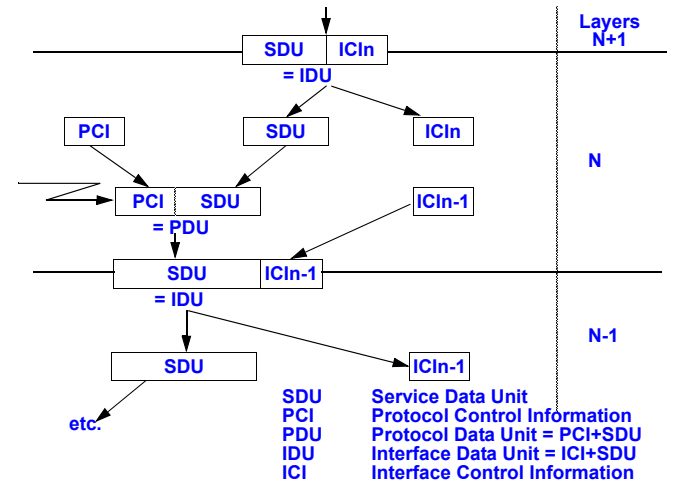 Layers
N+1
SDU ICIn
= IDU
PCI SDU ICIn
N
PCI SDU ICIn-1
= PDU
SDU ICIn-1
= IDU
N-1
SDU ICIn-1
etc.
SDU Service Data Unit
PCI Protocol Control Information
PDU Protocol Data Unit = PCI+SDU
IDU Interface Data Unit = ICI+SDU
ICI Interface Control Information